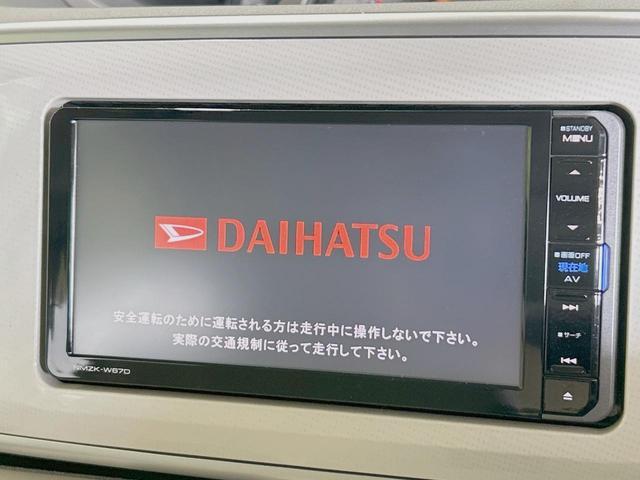 DAIHATSU
安全運転のために運転される方は走行中に操作しないで下さい。
実際の交通規制に従って走行して下さい。
NMZK-W67D
STANDBY
MENU
VOLUME
画面OFF
現在地
AV
サーチ